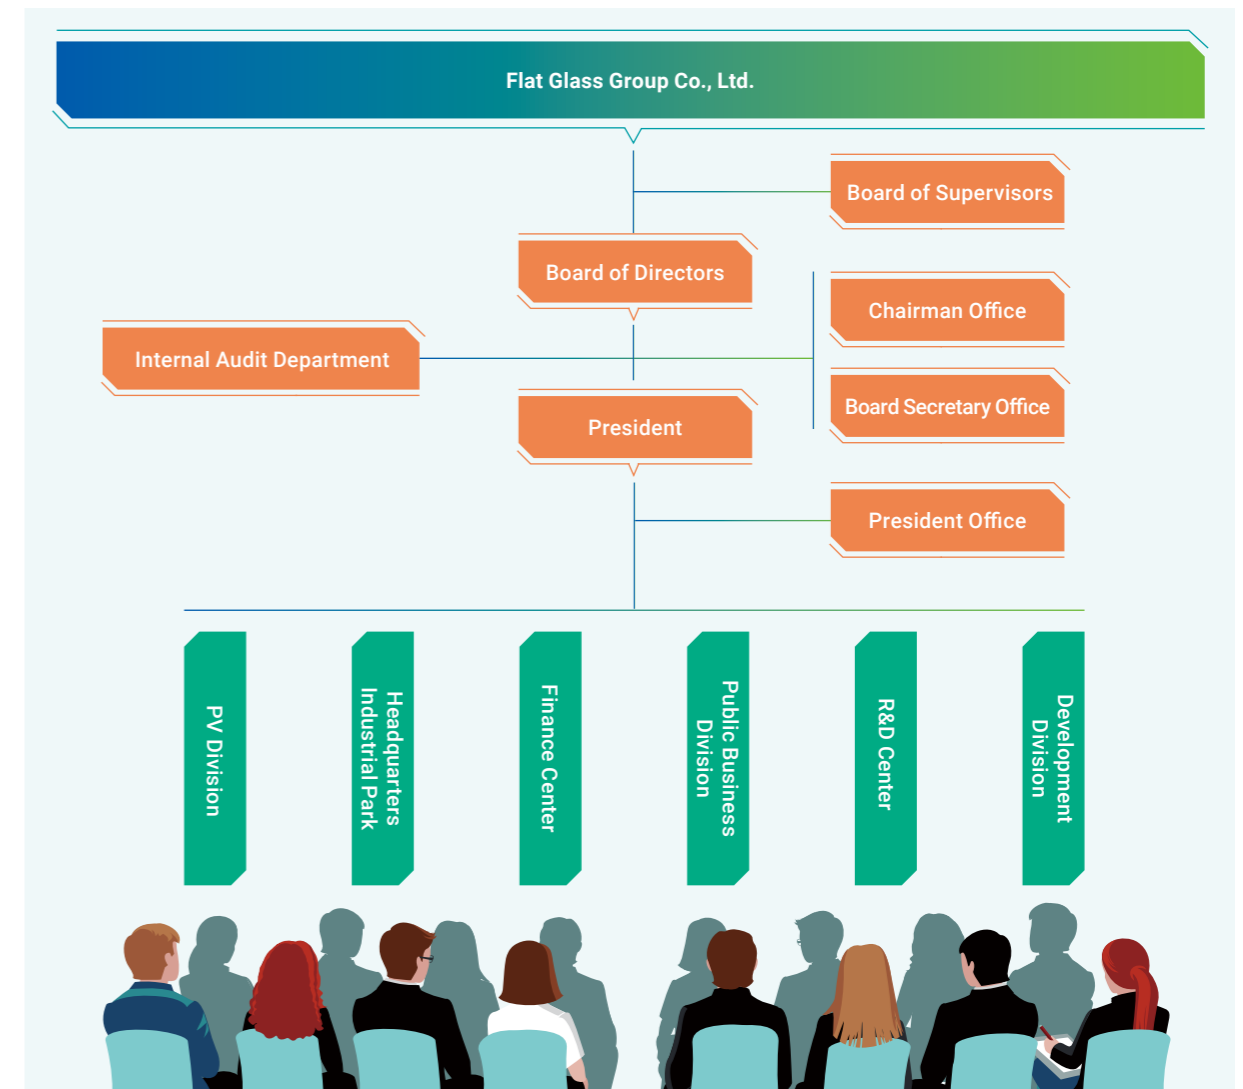 Flat Glass Group Co., Ltd.
Board of Supervisors
Board of Directors
Chairman Office
Internal Audit Department
Board Secretary Office
President
President Office
PV Division
Headquarters
Industrial Park
Finance Center
Public Business
Division
R&D Center
Development
Division